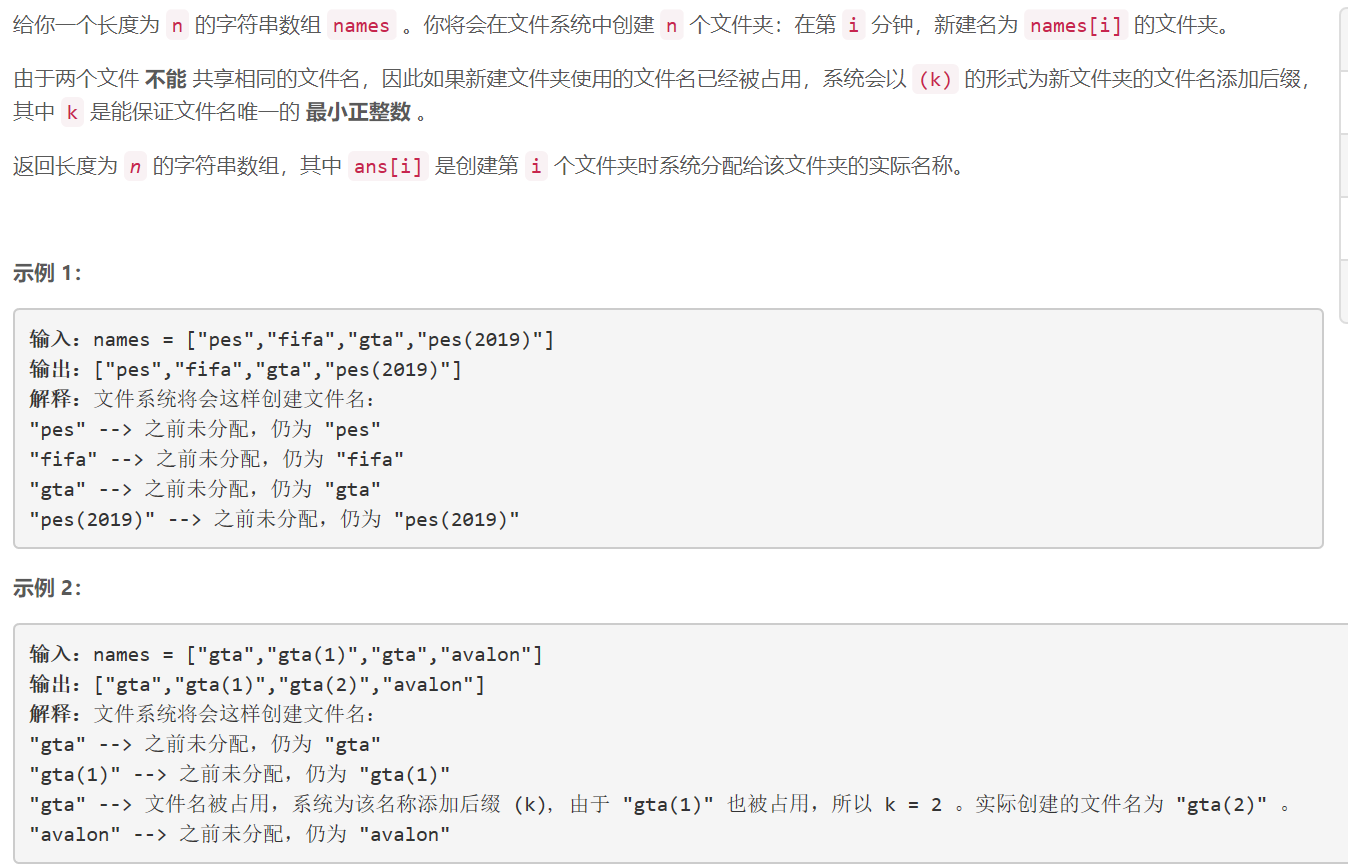 给你一个长度为 n 的字符串数组 names 。你将会在文件系统中创建 n 个文件夹：在第 i 分钟，新建名为 names[i] 的文件夹。
由于两个文件 不能 共享相同的文件名，因此如果新建文件夹使用的文件名已经被占用，系统会以 (k) 的形式为新文件夹的文件名添加后缀，
其中 k 是能保证文件名唯一的 最小正整数 。
返回长度为 n 的字符串数组，其中 ans[i] 是创建第 i 个文件夹时系统分配给该文件夹的实际名称。
示例 1：
输入：names = ["pes","fifa","gta","pes(2019)"]
输出：["pes","fifa","gta","pes(2019)"]
解释：文件系统将会这样创建文件名：
"pes" --> 之前未分配，仍为 "pes"
"fifa" --> 之前未分配，仍为 "fifa"
"gta" --> 之前未分配，仍为 "gta"
"pes(2019)" --> 之前未分配，仍为 "pes(2019)"
示例 2：
输入：names = ["gta","gta(1)","gta","avalon"]
输出：["gta","gta(1)","gta(2)","avalon"]
解释：文件系统将会这样创建文件名：
"gta" --> 之前未分配，仍为 "gta"
"gta(1)" --> 之前未分配，仍为 "gta(1)"
"gta" --> 文件名被占用，系统为该名称添加后缀 (k)，由于 "gta(1)" 也被占用，所以 k = 2 。实际创建的文件名为 "gta(2)" 。
"avalon" --> 之前未分配，仍为 "avalon"